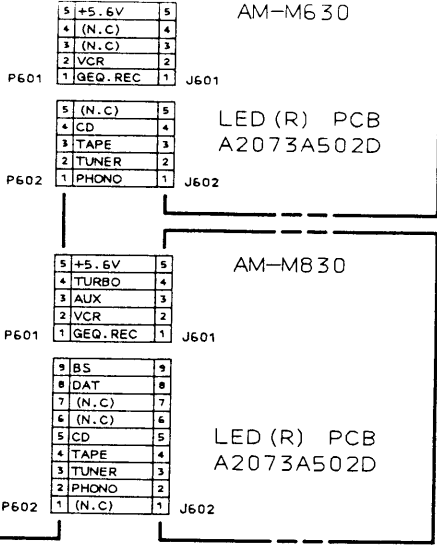 AM-M630
5 +5.6V 5
4 (N.C) 4
3 (N.C) 3
2 VCR 2
P601 1 GEQ.REC 1 J601
5 (N.C) 5
LED (R) PCB
4 CD 4
3 TAPE 3
A2073A502D
2 TUNER 2
P602 1 PHONO 1 J602
5 +5.6V 5
AM-M830
4 TURBO 4
3 AUX 3
2 VCR 2
P601 1 GEQ.REC 1 J601
9 BS 9
8 DAT 8
7 (N.C) 7
6 (N.C) 6
5 CD 5
LED (R) PCB
4 TAPE 4
A2073A502D
3 TUNER 3
2 PHONO 2
P602 1 (N.C) 1 J602